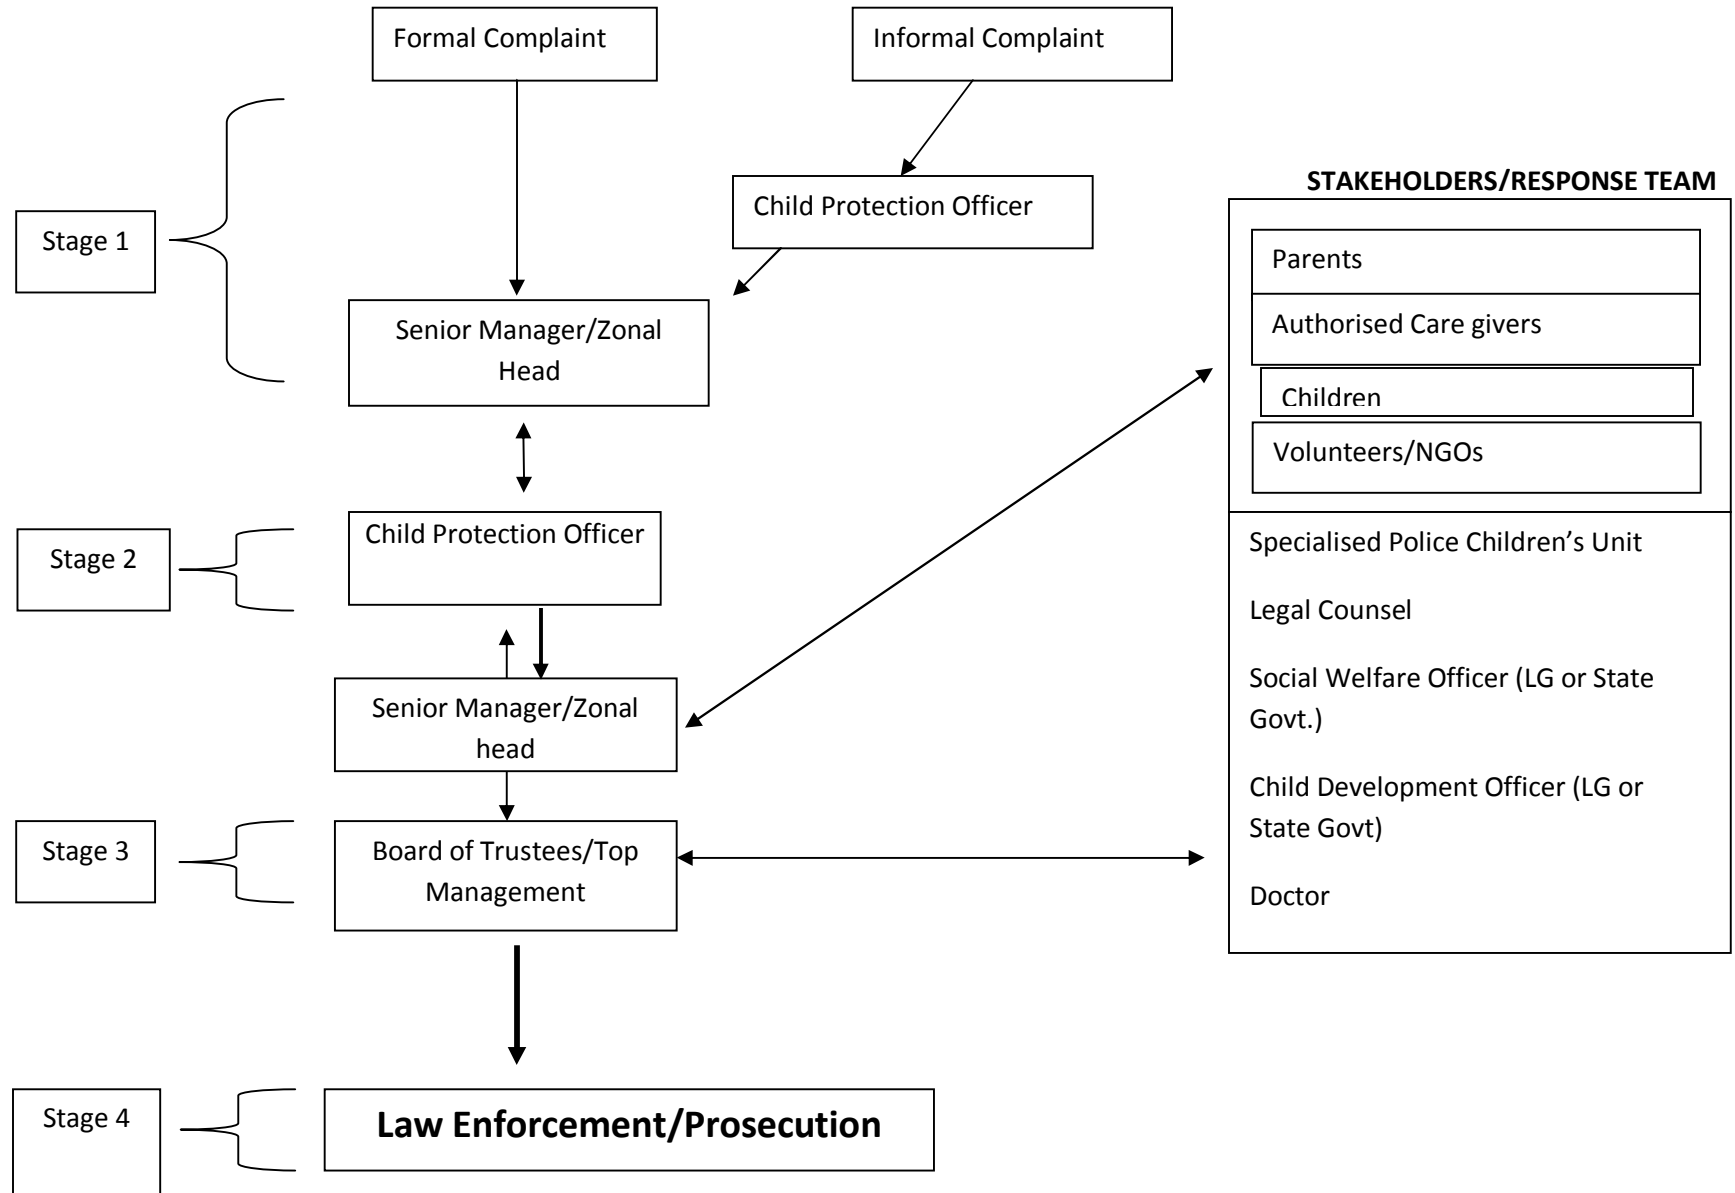 Formal Complaint
Informal Complaint
STAKEHOLDERS/RESPONSE TEAM
Child Protection Officer
Stage 1
Parents
Authorised Care givers
Children
Volunteers/NGOs
Senior Manager/Zonal
Head
Stage 2
Child Protection Officer
Specialised Police Children’s Unit
Legal Counsel
Social Welfare Officer (LG or State
Govt.)
Child Development Officer (LG or
State Govt)
Doctor
Senior Manager/Zonal
head
Stage 3
Board of Trustees/Top
Management
Stage 4
Law Enforcement/Prosecution